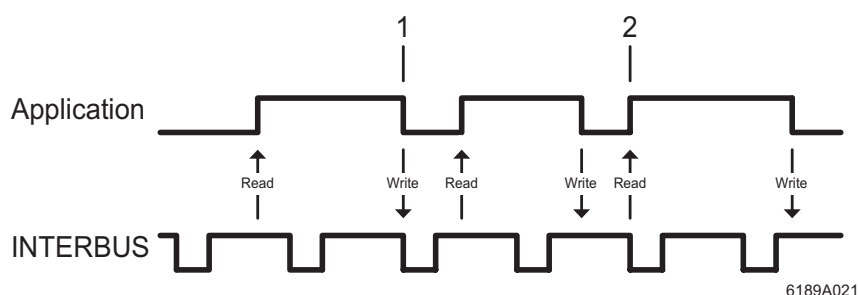 1 2
Application
Read Write Read Write Read Write
INTERBUS
6189A021